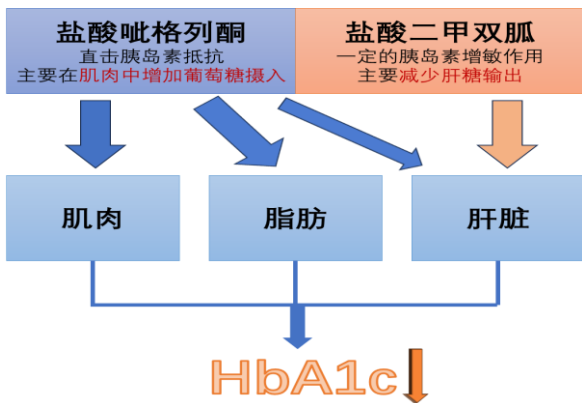 盐酸吡格列酮
直击胰岛素抵抗
主要在肌肉中增加葡萄糖摄入
盐酸二甲双胍
一定的胰岛素增敏作用
主要减少肝糖输出
肌肉
脂肪
肝脏
HbA1c